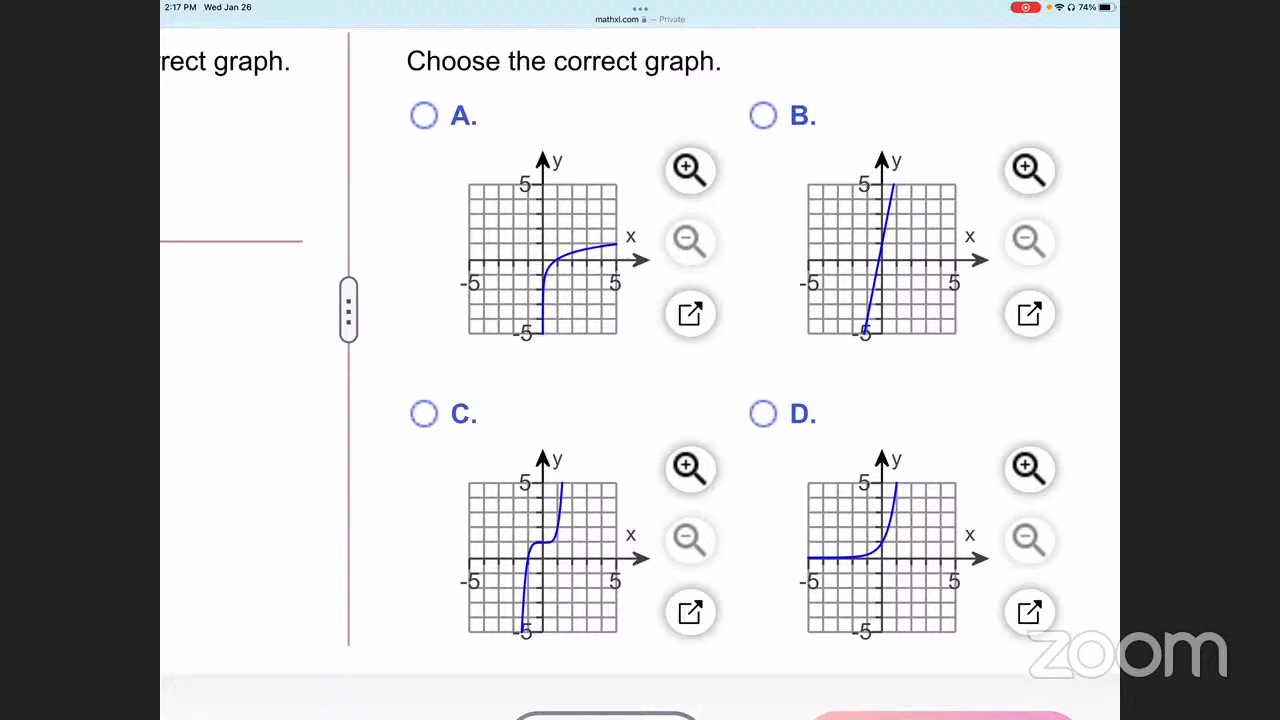 2:17 PM Wed Jan 26
74%
mathxl.com — Private
rect graph.
Choose the correct graph.
A.
y
5
x
-5
5
-5
B.
y
5
x
-5
5
-5
C.
y
5
x
-5
5
-5
D.
y
5
x
-5
5
-5
zoom